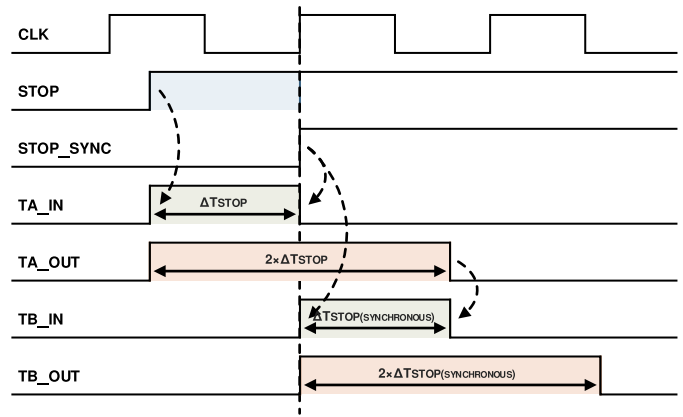 CLK
STOP
STOP_SYNC
TA_IN
ΔTSTOP
TA_OUT
2×ΔTSTOP
TB_IN
ΔTSTOP(SYNCHRONOUS)
TB_OUT
2×ΔTSTOP(SYNCHRONOUS)